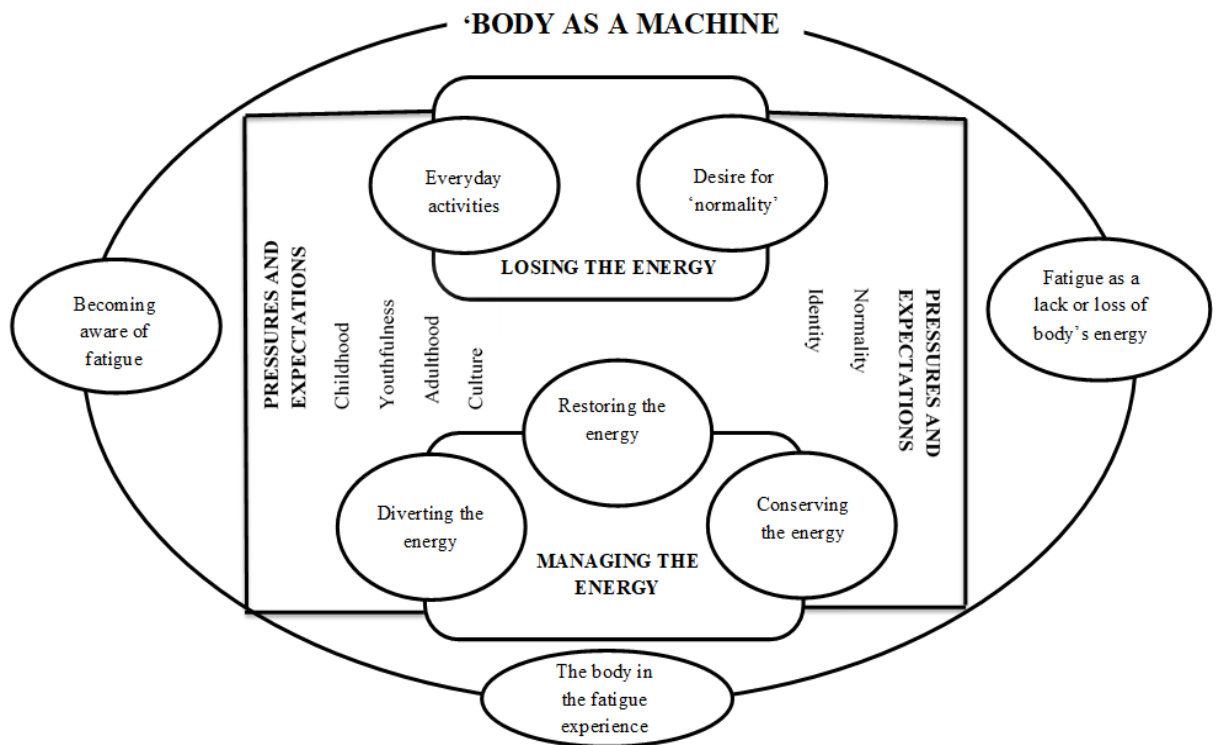 ‘BODY AS A MACHINE
Everyday
activities
Desire for
‘normality’
LOSING THE ENERGY
Becoming
aware of
fatigue
PRESSURES AND
EXPECTATIONS
Childhood
Youthfulness
Adulthood
Culture
Identity
Normality
PRESSURES AND
EXPECTATIONS
Fatigue as a
lack or loss of
body’s energy
Restoring the
energy
Diverting the
energy
Conserving
the energy
MANAGING THE
ENERGY
The body in
the fatigue
experience